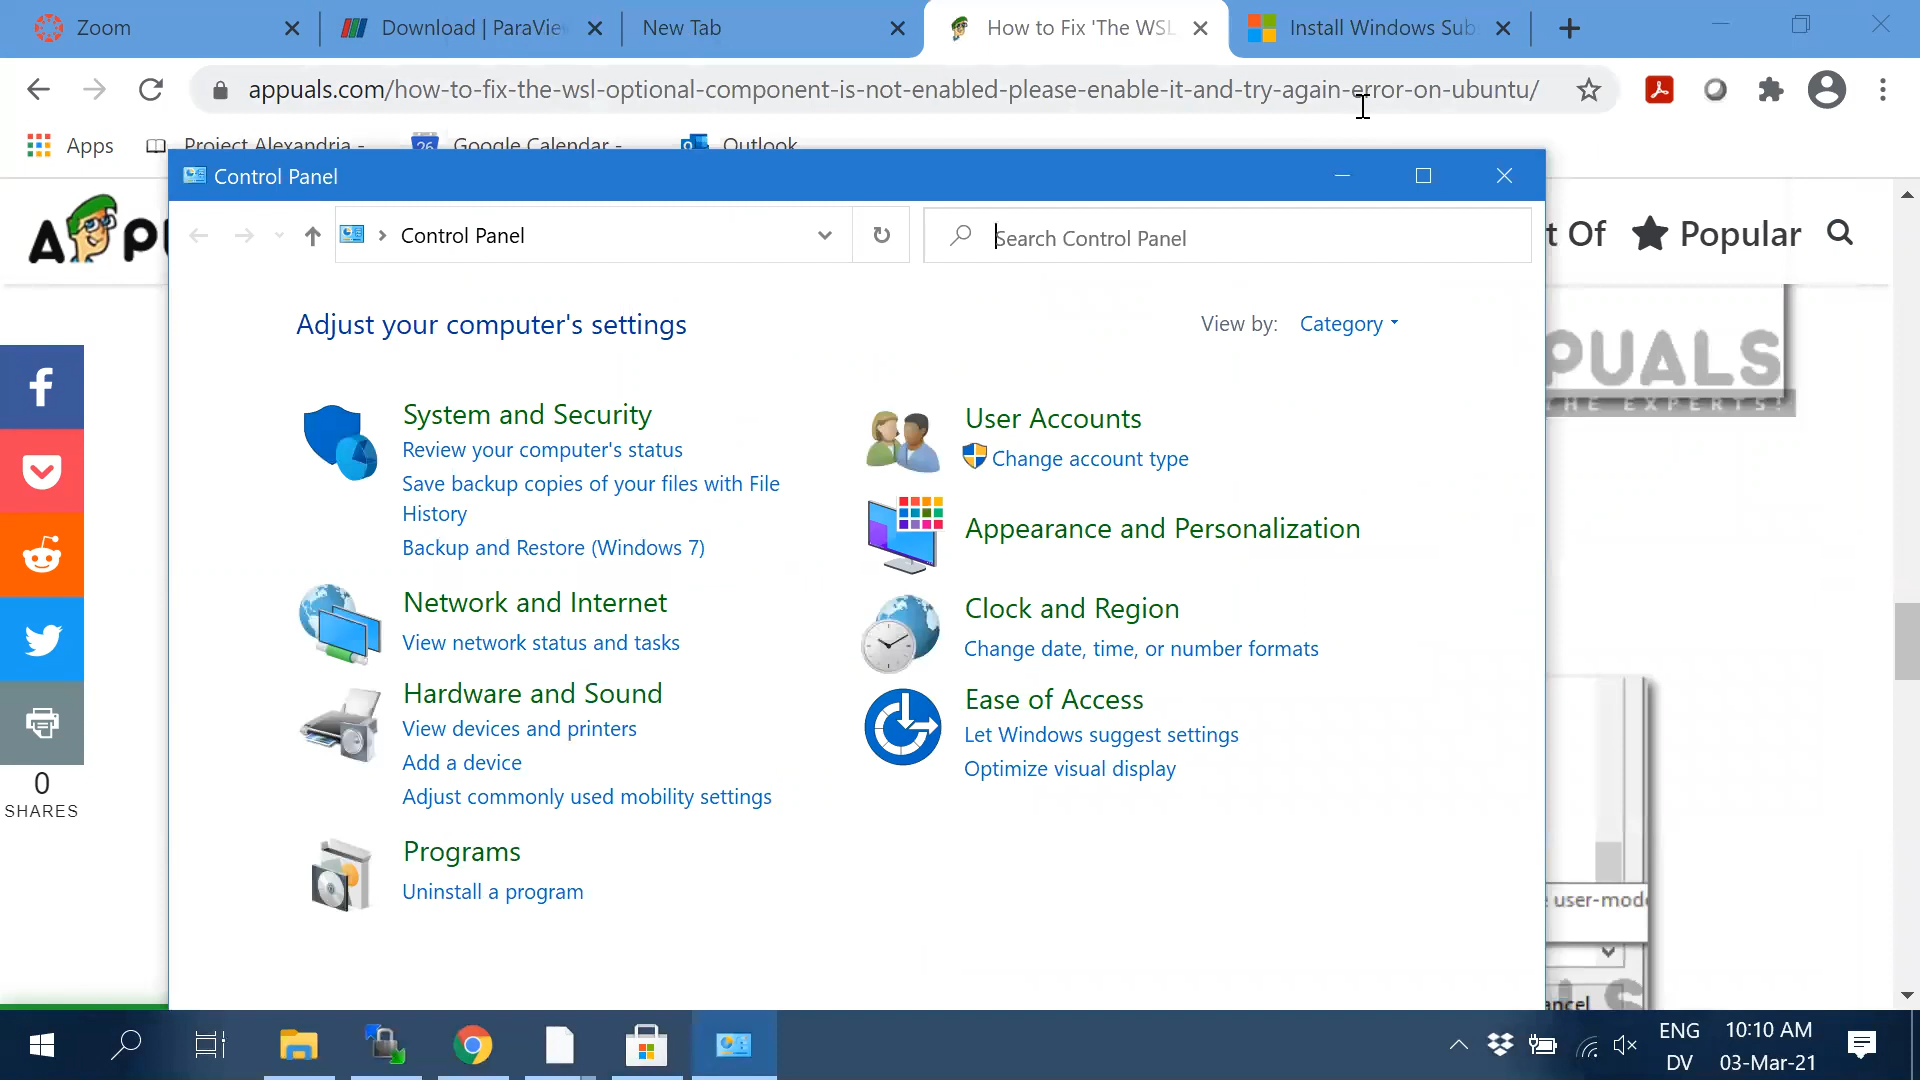 Zoom
Download | ParaVie
New Tab
How to Fix 'The WSL
Install Windows Sub
appuals.com/how-to-fix-the-wsl-optional-component-is-not-enabled-please-enable-it-and-try-again-error-on-ubuntu/
Apps
Project Alexandria -
26
Google Calendar -
Outlook
Control Panel
Control Panel
Search Control Panel
t Of
Popular
Adjust your computer's settings
View by:
Category
PUALS
THE EXPERTS!
System and Security
Review your computer's status
Save backup copies of your files with File
History
Backup and Restore (Windows 7)
Network and Internet
View network status and tasks
Hardware and Sound
View devices and printers
Add a device
Adjust commonly used mobility settings
Programs
Uninstall a program
User Accounts
Change account type
Appearance and Personalization
Clock and Region
Change date, time, or number formats
Ease of Access
Let Windows suggest settings
Optimize visual display
0
SHARES
user-mod
ancel
ENG
DV
10:10 AM
03-Mar-21